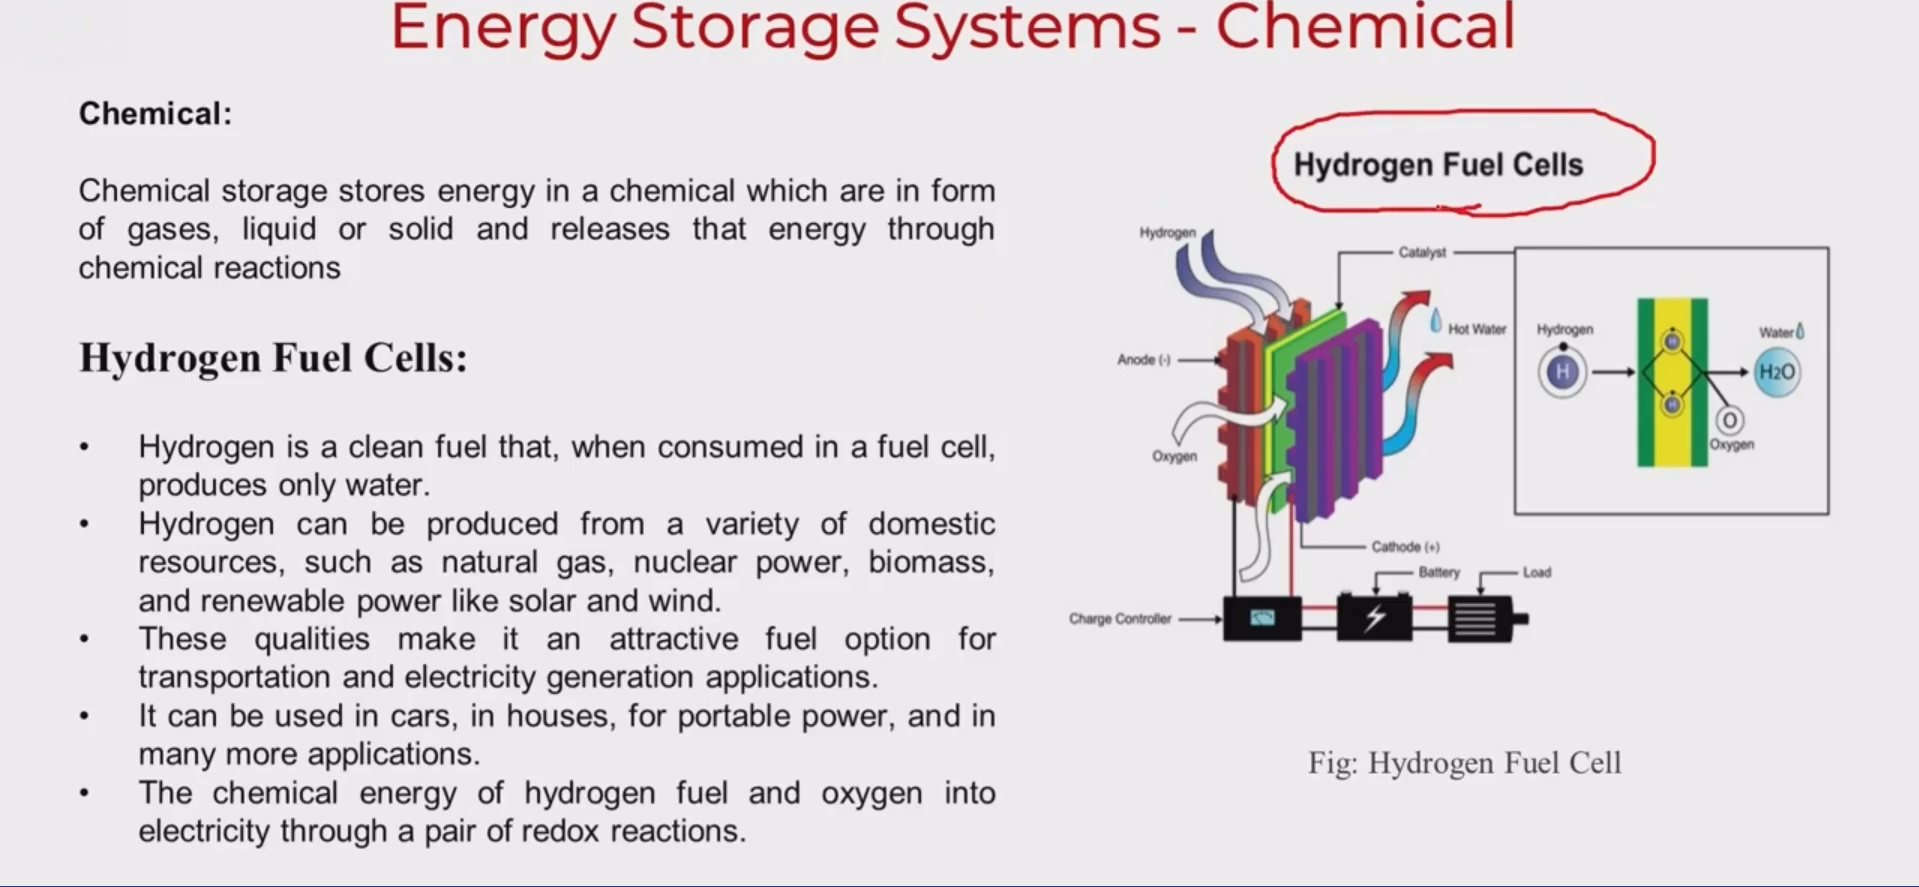 Energy Storage Systems - Chemical
Chemical:
Chemical storage stores energy in a chemical which are in form
of gases, liquid or solid and releases that energy through
chemical reactions
Hydrogen Fuel Cells:
• Hydrogen is a clean fuel that, when consumed in a fuel cell,
produces only water.
• Hydrogen can be produced from a variety of domestic
resources, such as natural gas, nuclear power, biomass,
and renewable power like solar and wind.
• These qualities make it an attractive fuel option for
transportation and electricity generation applications.
• It can be used in cars, in houses, for portable power, and in
many more applications.
• The chemical energy of hydrogen fuel and oxygen into
electricity through a pair of redox reactions.
Hydrogen Fuel Cells
Hydrogen
Catalyst
Hot Water
Anode (-)
Oxygen
Cathode (+)
Battery
Load
Charge Controller
Hydrogen
H
H
H
Water
H2O
O
Oxygen
Fig: Hydrogen Fuel Cell